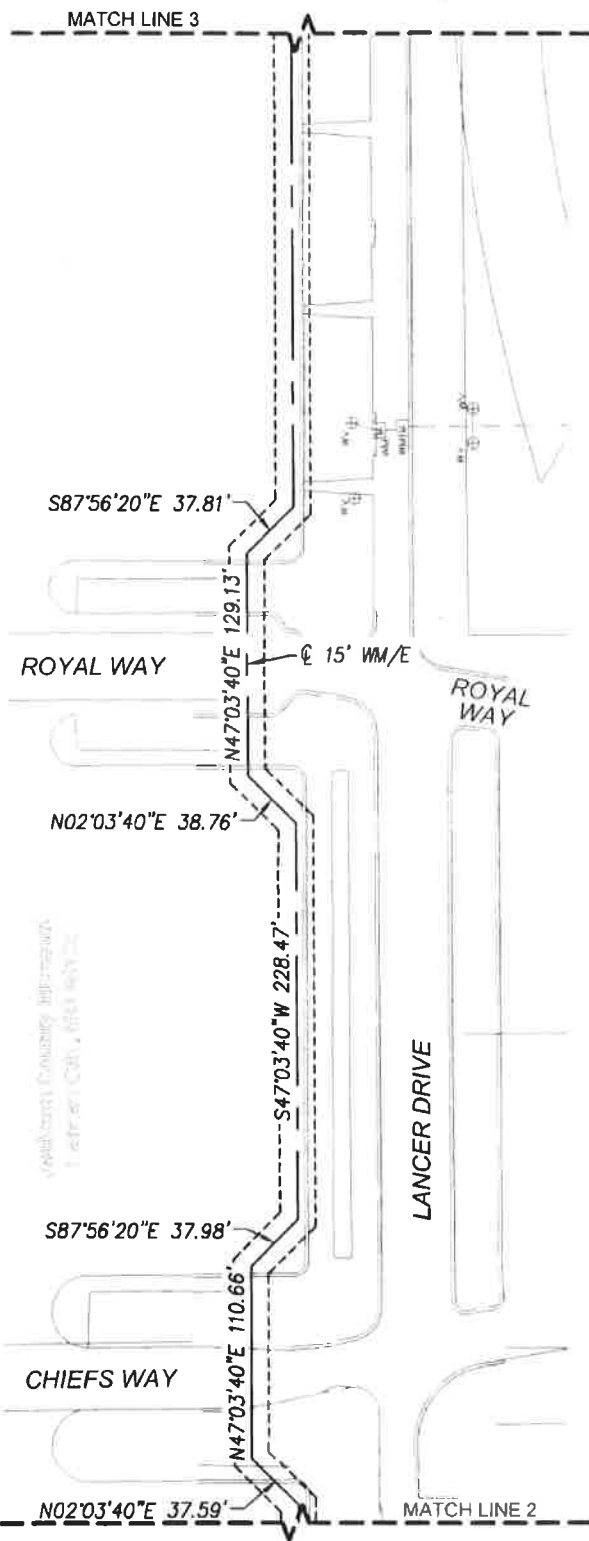 MATCH LINE 3
S87°56'20"E 37.81'
N47°03'40"E 129.13'
ROYAL WAY
℄ 15' WM/E
ROYAL
WAY
N02°03'40"E 38.76'
S47°03'40"W 228.47'
LANCER DRIVE
S87°56'20"E 37.98'
N47°03'40"E 110.66'
CHIEFS WAY
N02°03'40"E 37.59'
MATCH LINE 2